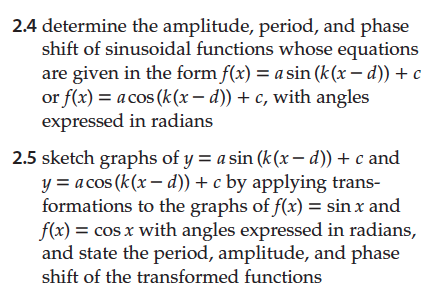 2.4 determine the amplitude, period, and phase
shift of sinusoidal functions whose equations
are given in the form f(x) = a sin (k(x – d)) + c
or f(x) = a cos (k(x – d)) + c, with angles
expressed in radians
2.5 sketch graphs of y = a sin (k(x – d)) + c and
y = a cos (k(x – d)) + c by applying trans-
formations to the graphs of f(x) = sin x and
f(x) = cos x with angles expressed in radians,
and state the period, amplitude, and phase
shift of the transformed functions